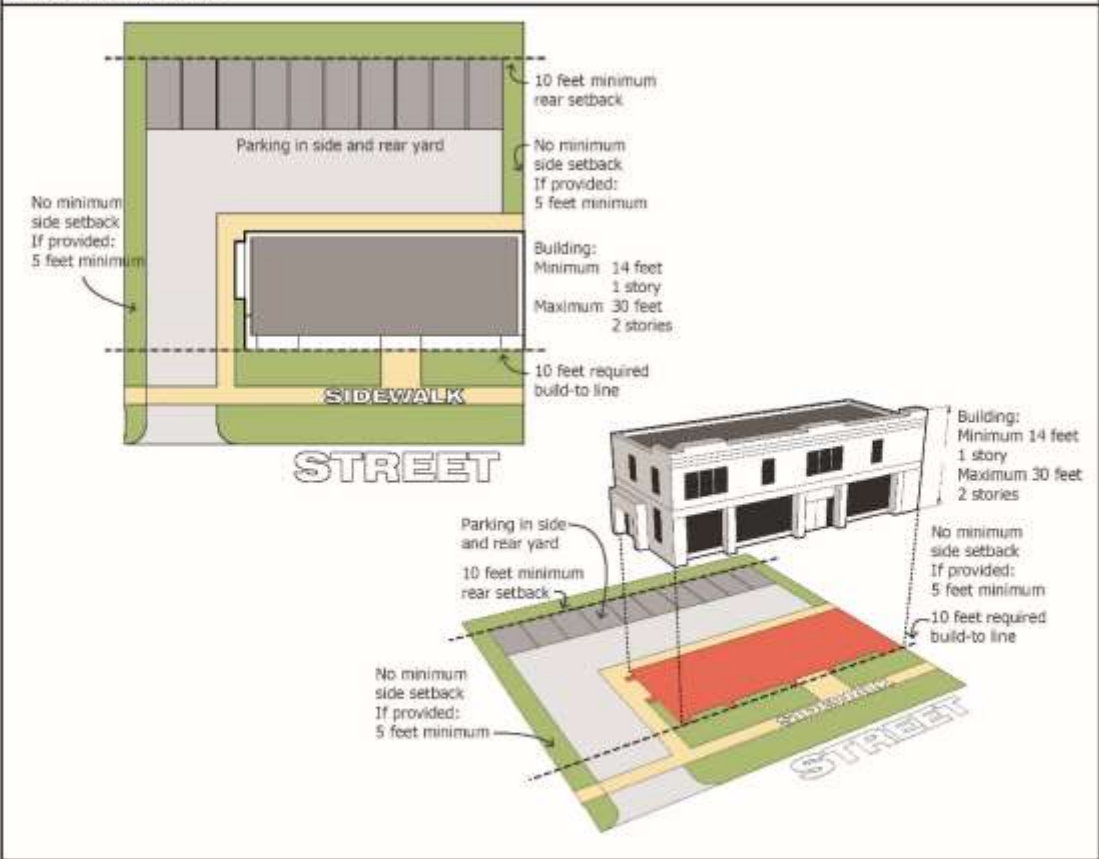 10 feet minimum
rear setback
Parking in side and rear yard
No minimum
side setback
If provided:
5 feet minimum
No minimum
side setback
If provided:
5 feet minimum
Building:
Minimum 14 feet
1 story
Maximum 30 feet
2 stories
10 feet required
build-to line
SIDEWALK
STREET
Building:
Minimum 14 feet
1 story
Maximum 30 feet
2 stories
Parking in side
and rear yard
10 feet minimum
rear setback
No minimum
side setback
If provided:
5 feet minimum
10 feet required
build-to line
No minimum
side setback
If provided:
5 feet minimum
SIDEWALK
STREET